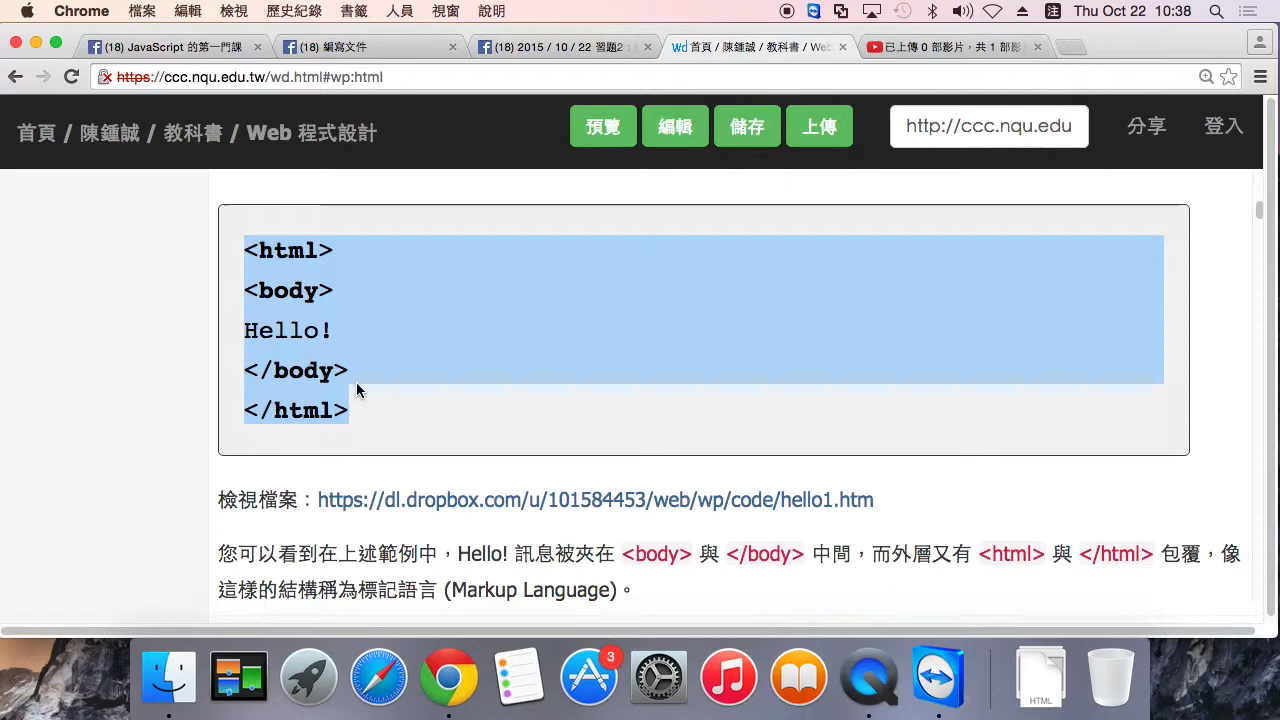 Chrome 檔案 編輯 檢視 歷史紀錄 書籤 人員 視窗 說明 注 Thu Oct 22 10:38
(18) JavaScript 的第一門課
(18) 編寫文件
(18) 2015 / 10 / 22 習題2：
Wd 首頁 / 陳鍾誠 / 教科書 / Web
已上傳 0 部影片，共 1 部影片
https://ccc.nqu.edu.tw/wd.html#wp:html
首頁 / 陳鍾誠 / 教科書 / Web 程式設計 預覽 編輯 儲存 上傳 http://ccc.nqu.edu 分享 登入
<html>
<body>
Hello!
</body>
</html>
檢視檔案：https://dl.dropbox.com/u/101584453/web/wp/code/hello1.htm
您可以看到在上述範例中，Hello! 訊息被夾在 <body> 與 </body> 中間，而外層又有 <html> 與 </html> 包覆，像
這樣的結構稱為標記語言 (Markup Language)。
3
HTML